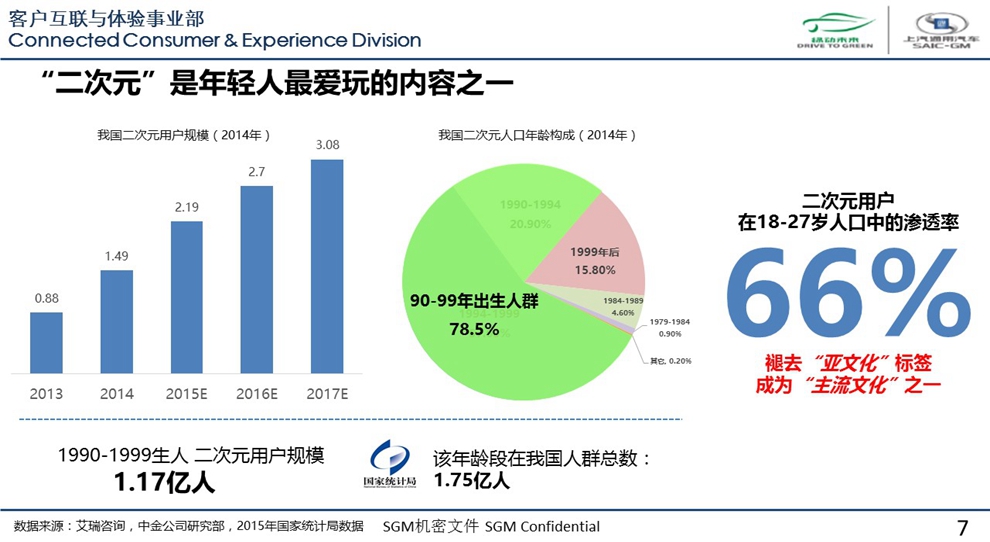 客户互联与体验事业部
Connected Consumer & Experience Division
绿动未来
DRIVE TO GREEN
上汽通用汽车
SAIC-GM
“二次元”是年轻人最爱玩的内容之一
我国二次元用户规模（2014年）
3.08
2.7
2.19
1.49
0.88
2013
2014
2015E
2016E
2017E
我国二次元人口年龄构成（2014年）
1990-1994
20.90%
1999年后
15.80%
90-99年出生人群
1994-1999
78.5%
1984-1989
4.60%
1979-1984
0.90%
其它, 0.20%
二次元用户
在18-27岁人口中的渗透率
66%
褪去“亚文化”标签
成为“主流文化”之一
1990-1999生人 二次元用户规模
1.17亿人
国家统计局
该年龄段在我国人群总数：
1.75亿人
数据来源：艾瑞咨询，中金公司研究部，2015年国家统计局数据
SGM机密文件 SGM Confidential
7